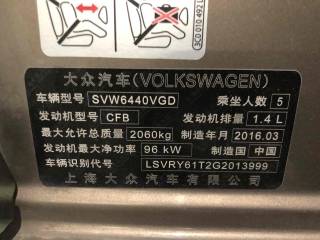 3C0 010 492
大众汽车(VOLKSWAGEN)
车辆型号 SVW6440VGD 乘坐人数 5
发动机型号 CFB 发动机排量 1.4 L
最大允许总质量 2060kg 制造年月 2016.03
发动机最大净功率 96 kW 制造国 中国
车辆识别代号 LSVRY61T2G2013999
上海大众汽车有限公司